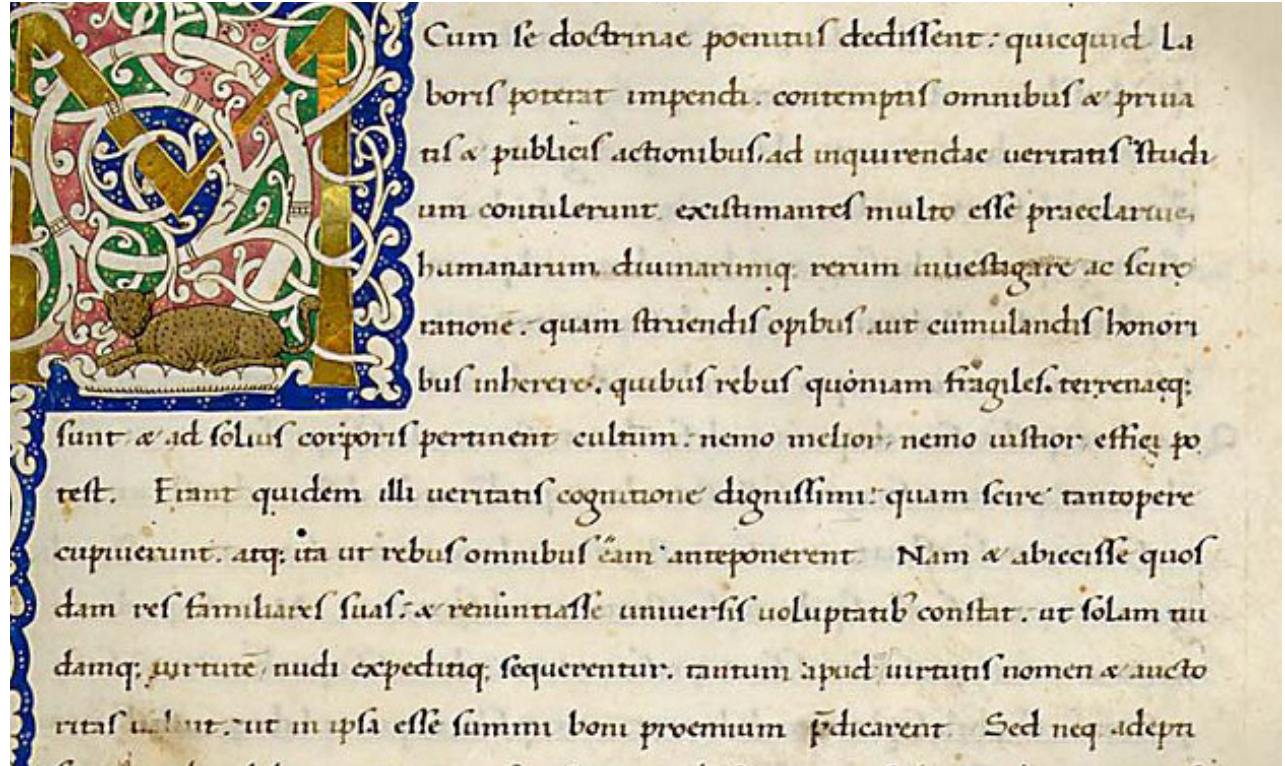 Cum se doctrinae poenitus dedissent: quicquid La
boris poterat impendi. contemptis omnibus & priua
tis & publicis actionibus. ad inquirendae ueritatis studi
um contulerunt. existimantes multo esse praeclarius,
humanarum, diuinarumq; rerum inuestigare ac scire
rationē. quam struendis opibus. aut cumulandis honori
bus inherere. quibus rebus quoniam fragiles. terrenaeq;
sunt & ad solius corporis pertinent cultum. nemo melior, nemo iustior effici po
test. Erant quidem illi ueritatis cognitione dignissimi: quam scire tantopere
cupiuerunt. atq; ita ut rebus omnibus eam anteponerent. Nam & abiecisse quos
dam res familiares suas. & renuntiasse uniuersis uoluptatib' constat. ut solam nu
damq; uirtutē nudi expeditiq; sequerentur. tantum apud uirtutis nomen & aucto
ritas ualuit. ut in ipsa esse summi boni proemium p̄dicarent. Sed neq adepti